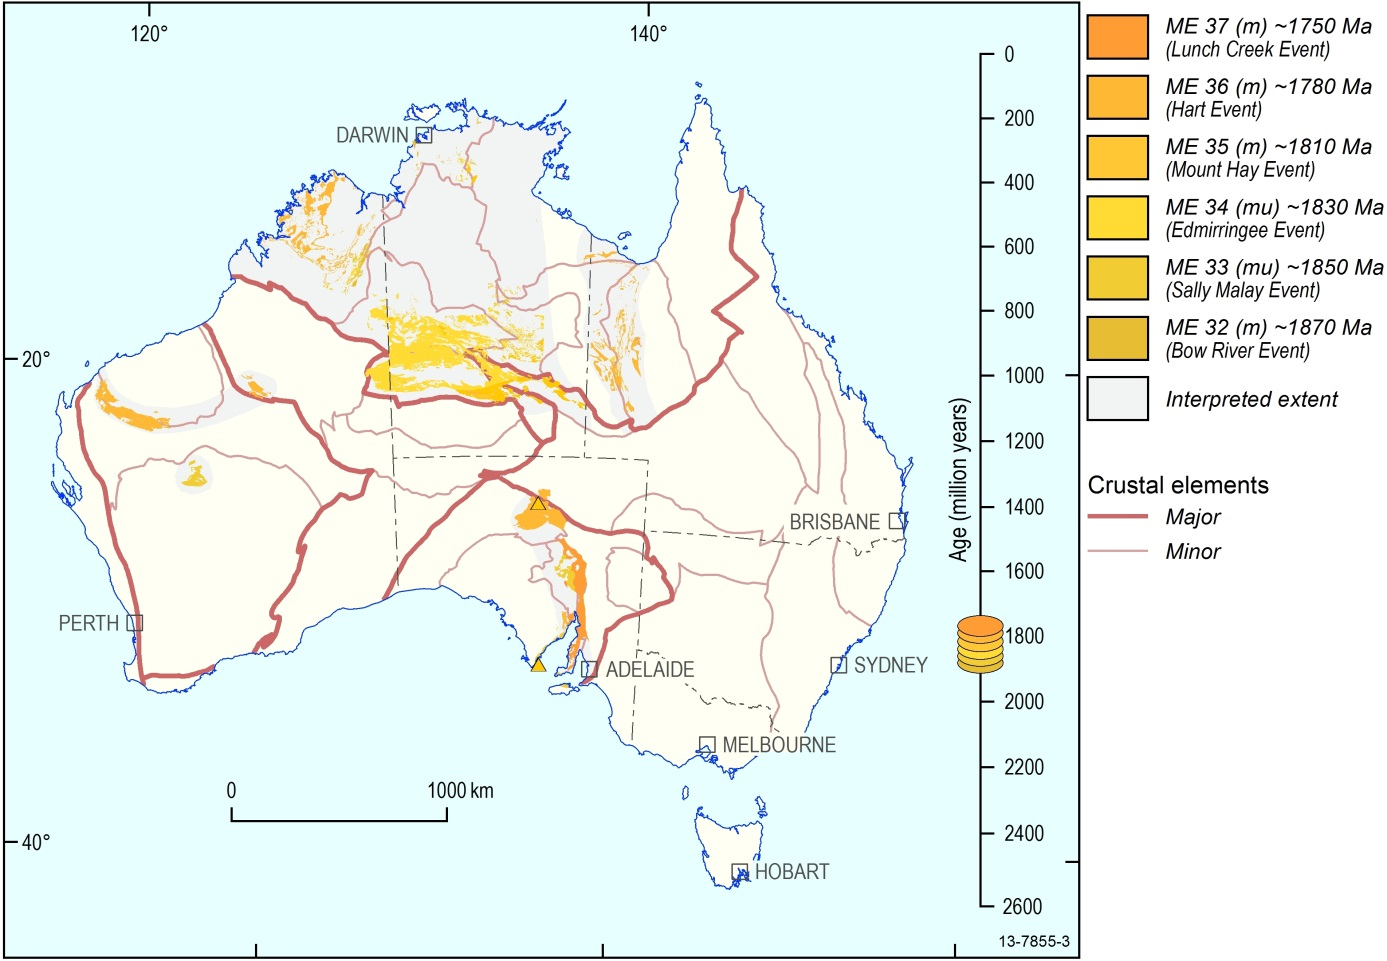 120°
140°
DARWIN
20°
PERTH
BRISBANE
ADELAIDE
SYDNEY
MELBOURNE
HOBART
40°
0
1000 km
Age (million years)
0
200
400
600
800
1000
1200
1400
1600
1800
2000
2200
2400
2600
13-7855-3
ME 37 (m) ~1750 Ma
(Lunch Creek Event)
ME 36 (m) ~1780 Ma
(Hart Event)
ME 35 (m) ~1810 Ma
(Mount Hay Event)
ME 34 (mu) ~1830 Ma
(Edmirringee Event)
ME 33 (mu) ~1850 Ma
(Sally Malay Event)
ME 32 (m) ~1870 Ma
(Bow River Event)
Interpreted extent
Crustal elements
Major
Minor